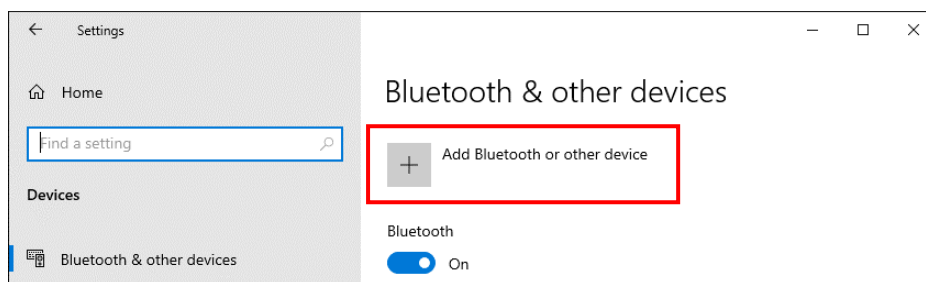 Settings
Home
Find a setting
Devices
Bluetooth & other devices
Bluetooth & other devices
Add Bluetooth or other device
Bluetooth
On